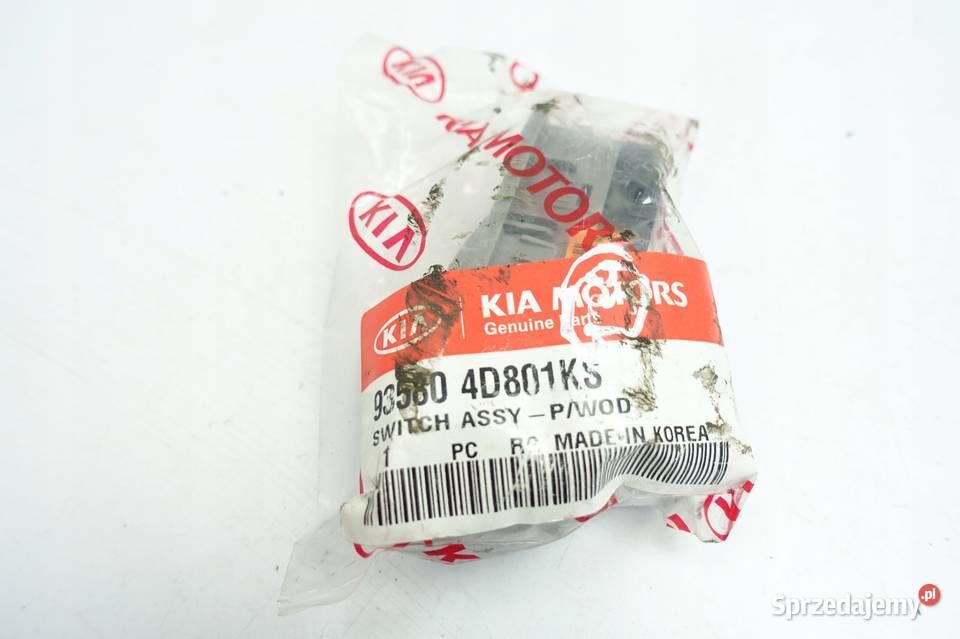 KIA
KIA MOTORS
KIA
KIA KIA MOTORS
Genuine Parts
93580 4D801KS
SWITCH ASSY-P/WOD
1 PC MADE IN KOREA
Sprzedajemy.pl